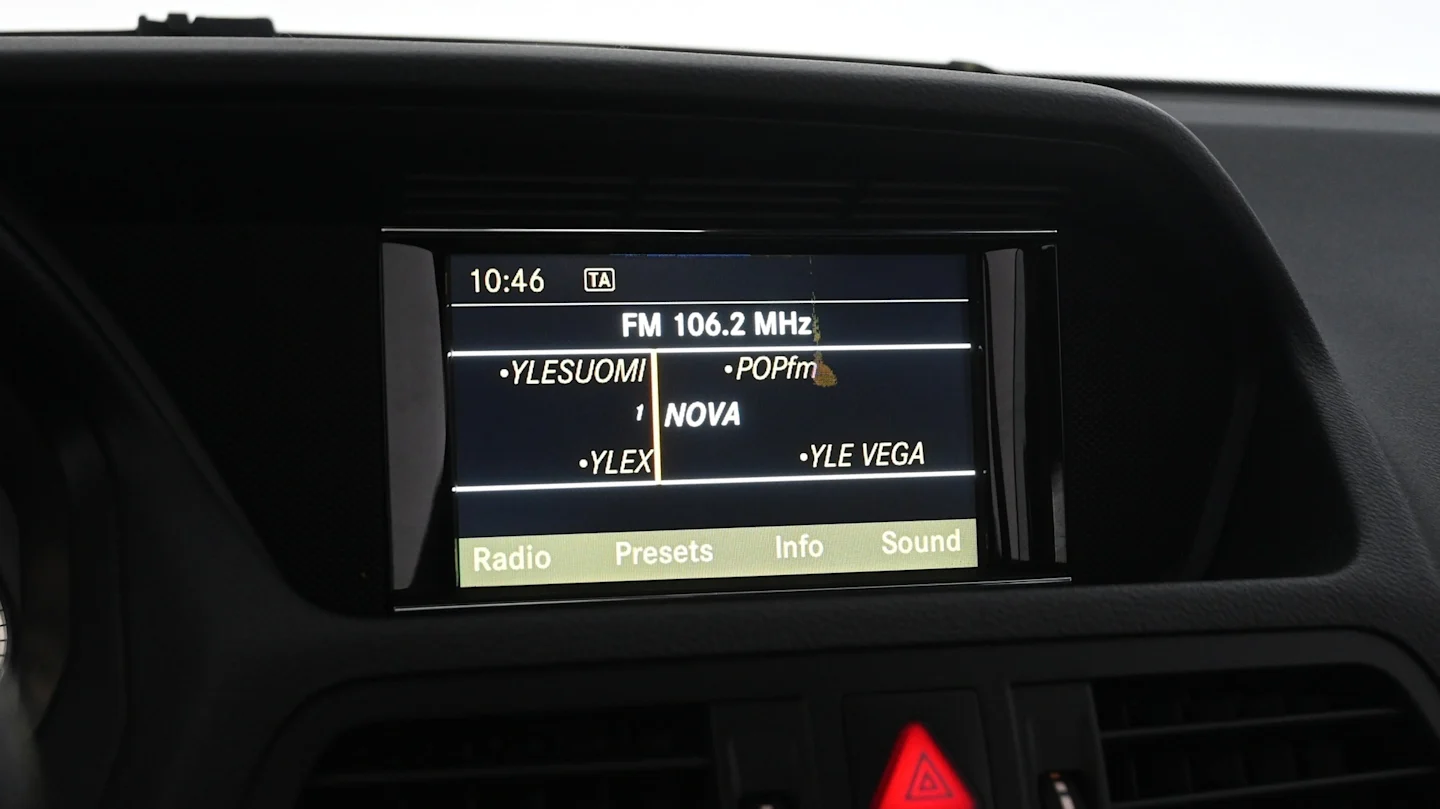 10:46 TA
FM 106.2 MHz
•YLESUOMI •POPfm
1 NOVA
•YLEX •YLE VEGA
Radio Presets Info Sound